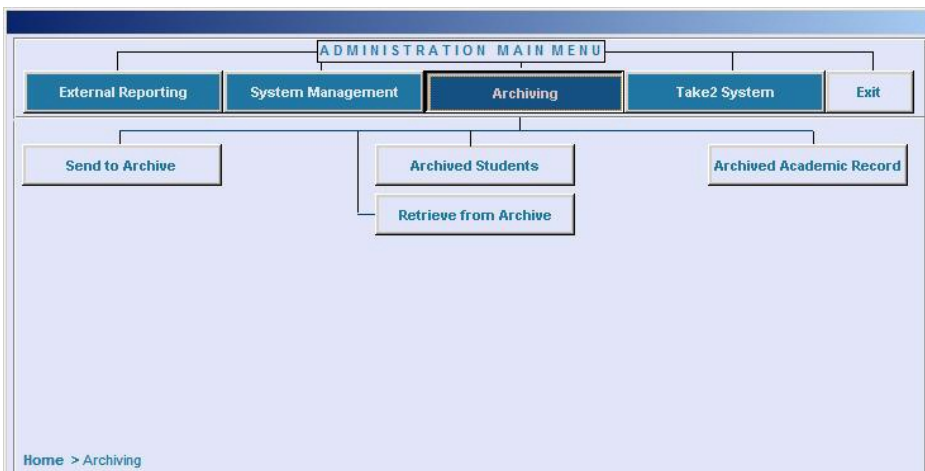 ADMINISTRATION MAIN MENU
External Reporting System Management Archiving Take2 System Exit
Send to Archive Archived Students Archived Academic Record
Retrieve from Archive
Home > Archiving